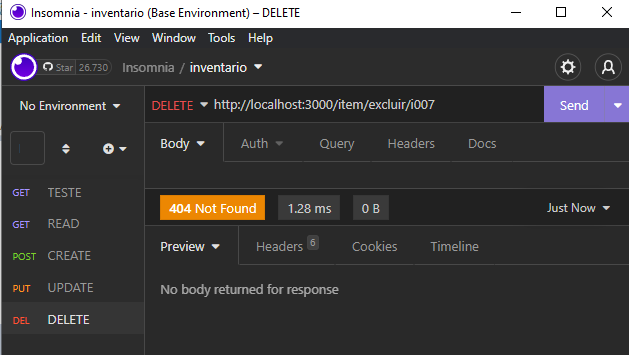 Insomnia - inventario (Base Environment) – DELETE
Application Edit View Window Tools Help
Star 26.730 Insomnia / inventario
No Environment DELETE http://localhost:3000/item/excluir/i007 Send
Body Auth Query Headers Docs
GET TESTE
GET READ
POST CREATE
PUT UPDATE
DEL DELETE
404 Not Found 1.28 ms 0 B Just Now
Preview Headers 6 Cookies Timeline
No body returned for response